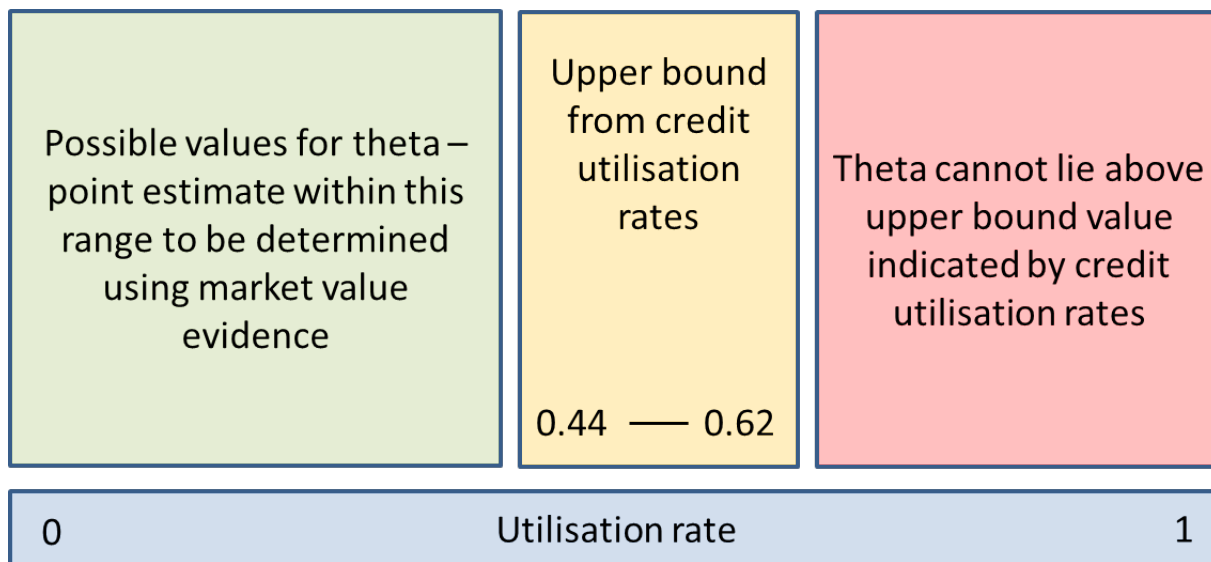 Possible values for theta –
point estimate within this
range to be determined
using market value
evidence
Upper bound
from credit
utilisation
rates
0.44 — 0.62
Theta cannot lie above
upper bound value
indicated by credit
utilisation rates
0 Utilisation rate 1